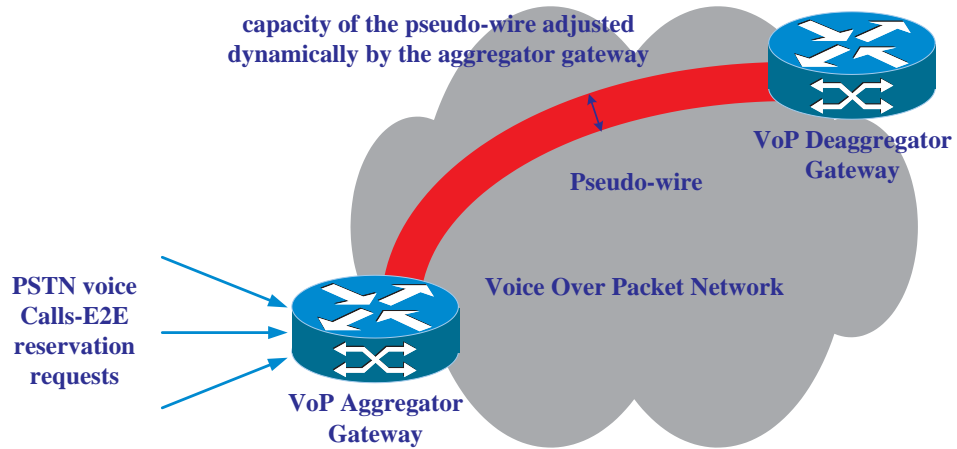 capacity of the pseudo-wire adjusted
dynamically by the aggregator gateway
VoP Deaggregator
Gateway
Pseudo-wire
Voice Over Packet Network
PSTN voice
Calls-E2E
reservation
requests
VoP Aggregator
Gateway